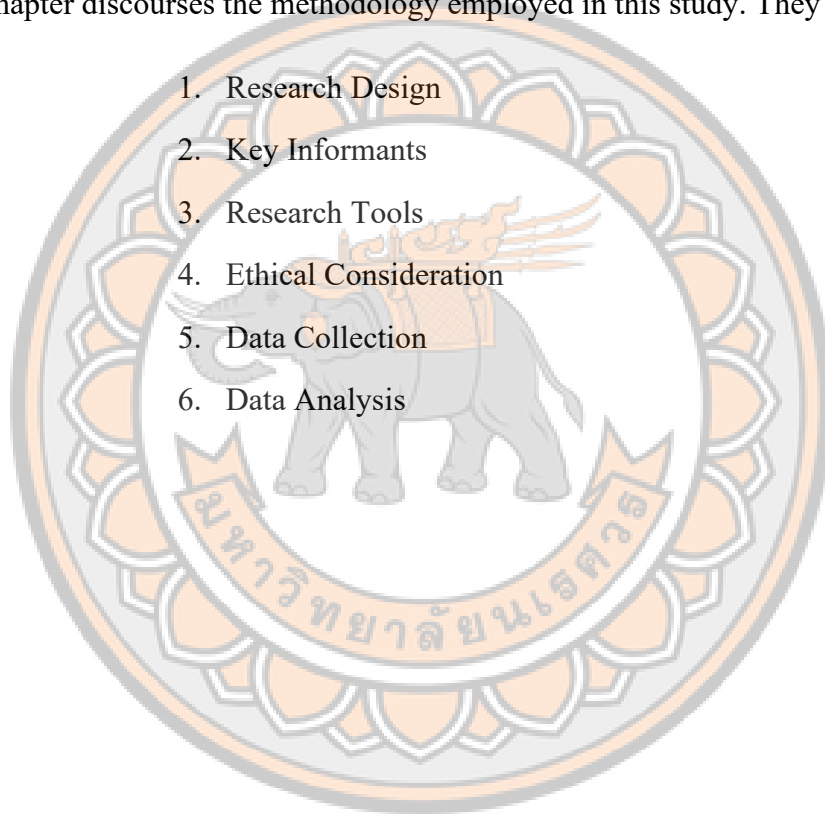 hapter discourses the methodology employed in this study. They
1. Research Design
2. Key Informants
3. Research Tools
4. Ethical Consideration
5. Data Collection
6. Data Analysis
มหาวิทยาลัยนเรศวร